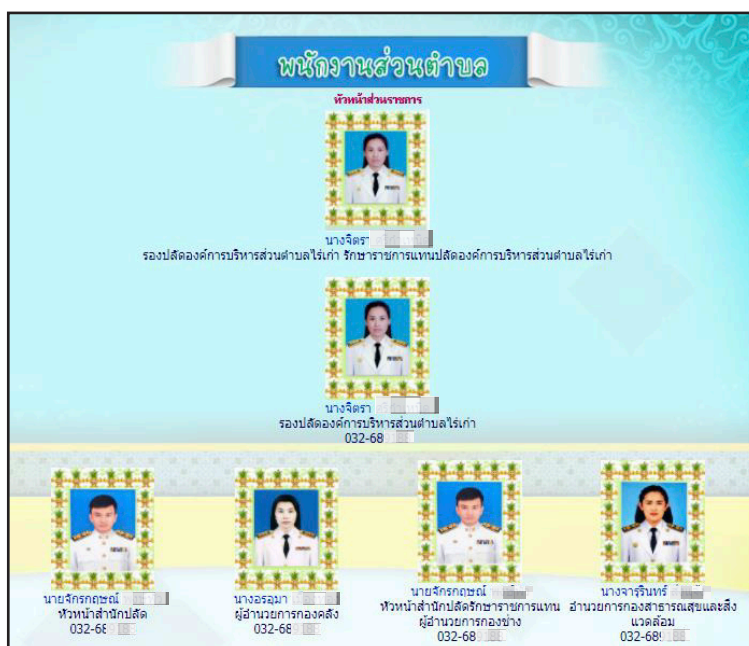 พนักงานส่วนตำบล
หัวหน้าส่วนราชการ
นางจิตรา
รองปลัดองค์การบริหารส่วนตำบลไร่เก่า รักษาราชการแทนปลัดองค์การบริหารส่วนตำบลไร่เก่า
นางจิตรา
รองปลัดองค์การบริหารส่วนตำบลไร่เก่า
032-68
นายจักรกฤษณ์
หัวหน้าสำนักปลัด
032-68
นางอรอุมา
ผู้อำนวยการกองคลัง
032-68
นายจักรกฤษณ์
หัวหน้าสำนักปลัดรักษาราชการแทน
ผู้อำนวยการกองช่าง
032-68
นางจารุรินทร์
อำนวยการกองสาธารณสุขและสิ่ง
แวดล้อม
032-68